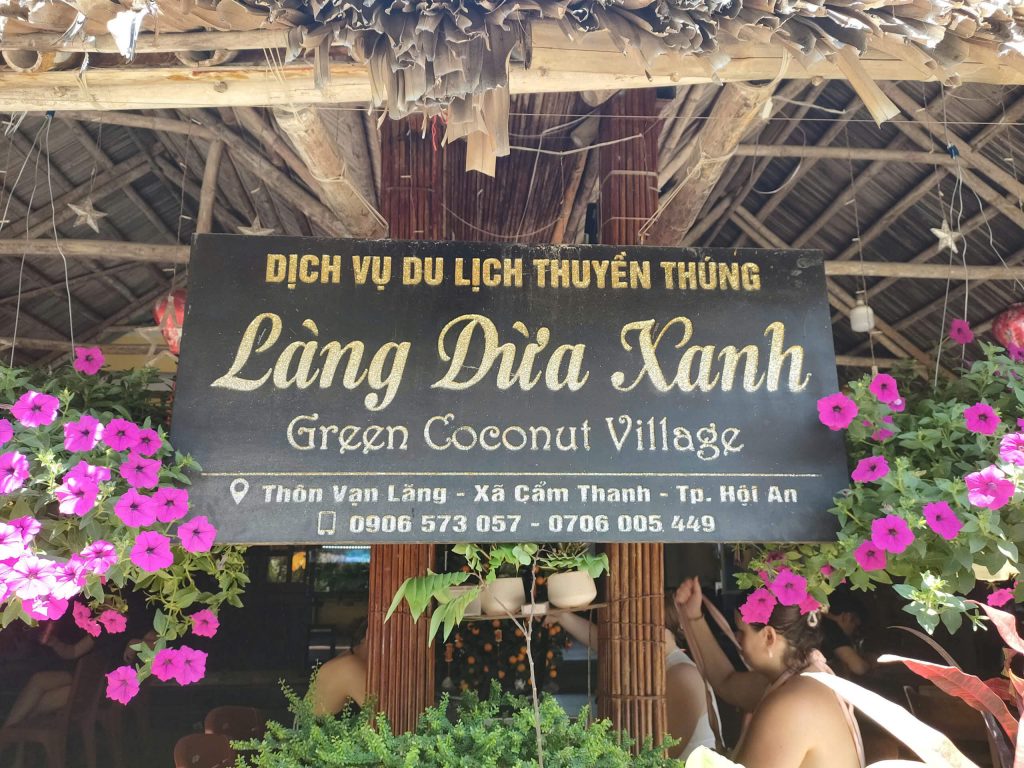 DỊCH VỤ DU LỊCH THUYỀN THÚNG
Làng Dừa Xanh
Green Coconut Village
Thôn Vạn Lăng - Xã Cẩm Thanh - Tp. Hội An
0906 573 057 - 0706 005 449